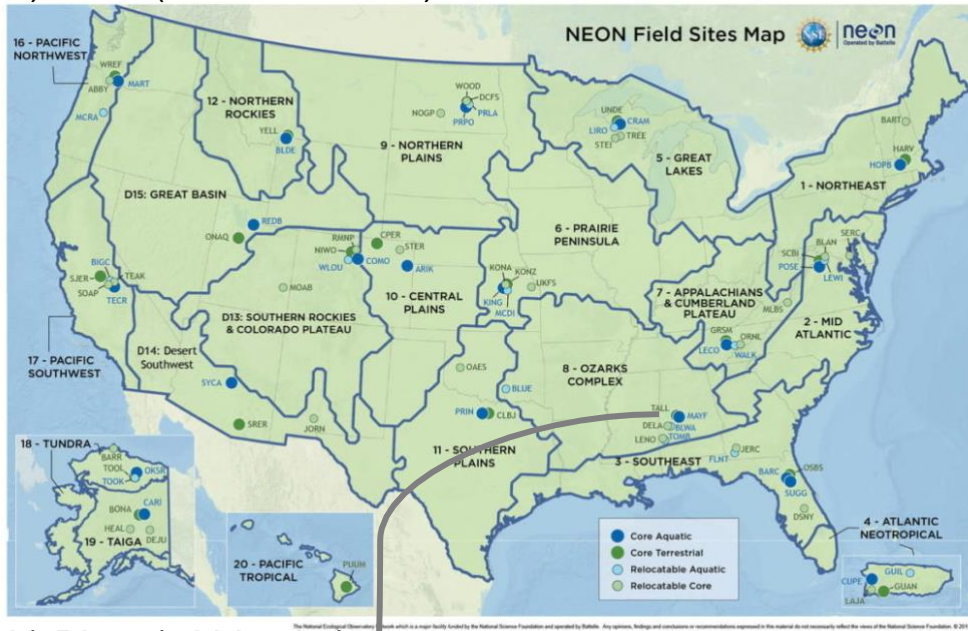 NEON Field Sites Map
NSF
neon
Operated by Battelle
16 - PACIFIC
NORTHWEST
WREF
ABBY
MART
MCRA
12 - NORTHERN
ROCKIES
YELL
BLDE
WOOD
DCFS
NOGP
PRPO
PRLA
9 - NORTHERN
PLAINS
UNDE
CRAM
LIRO
TREE
STEI
5 - GREAT
LAKES
BART
HARV
HOPB
1 - NORTHEAST
D15: GREAT BASIN
REDB
ONAQ
RMNP
CPER
NIWO
STER
WLOU
COMO
ARIK
6 - PRAIRIE
PENINSULA
SERC
BLAN
SCBI
POSE
LEWI
BIGC
SJER
TEAK
SOAP
TECR
MOAB
10 - CENTRAL
PLAINS
KONA
KONZ
UKFS
KING
MCDI
7 - APPALACHIANS
& CUMBERLAND
PLATEAU
MLBS
2 - MID
ATLANTIC
D13: SOUTHERN ROCKIES
& COLORADO PLATEAU
GRSM
ORNL
LECO
WALK
17 - PACIFIC
SOUTHWEST
D14: Desert
Southwest
SYCA
OAES
BLUE
8 - OZARKS
COMPLEX
SRER
JORN
PRIN
CLBJ
TALL
MAYF
DELA
BLWA
LENO
TOMB
11 - SOUTHERN
PLAINS
3 - SOUTHEAST
JERC
FLNT
OSBS
BARC
SUGG
DSNY
18 - TUNDRA
BARR
TOOL
OKSR
TOOK
BONA
CARI
HEAL
DEJU
19 - TAIGA
20 - PACIFIC
TROPICAL
PUUM
Core Aquatic
Core Terrestrial
Relocatable Aquatic
Relocatable Core
4 - ATLANTIC
NEOTROPICAL
GUIL
CUPE
GUAN
LAJA